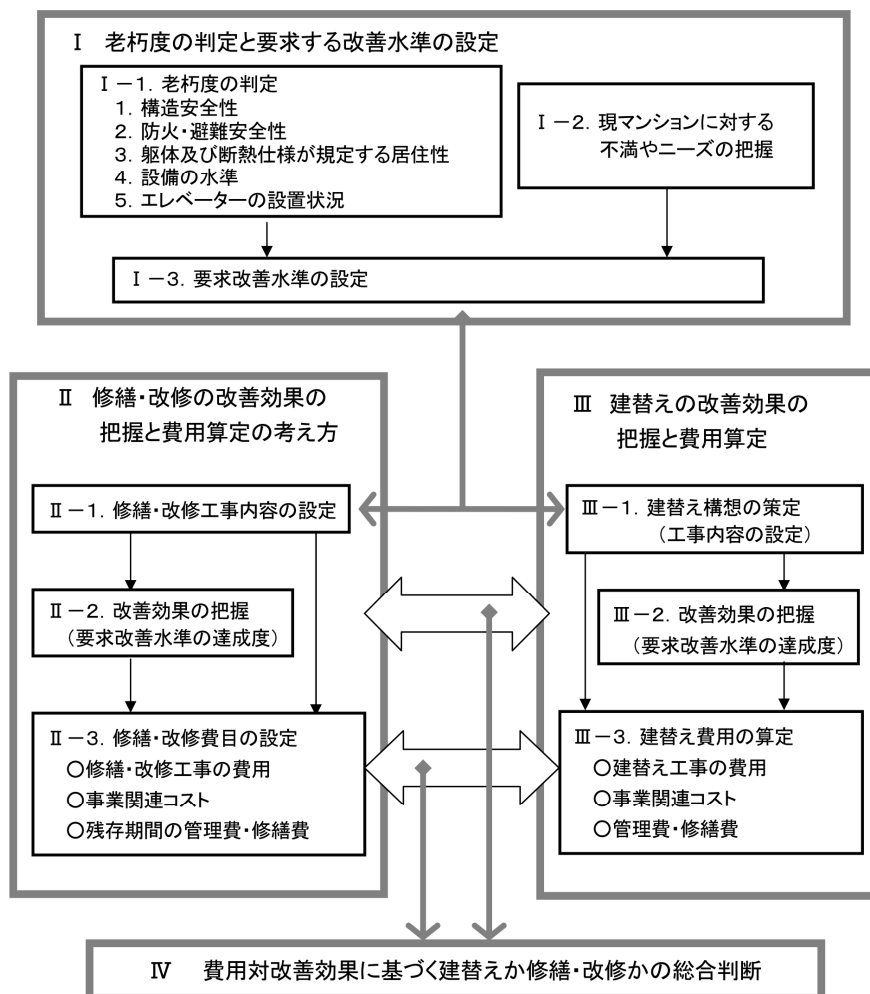 Ⅰ 老朽度の判定と要求する改善水準の設定
Ⅰ－1．老朽度の判定
1．構造安全性
2．防火・避難安全性
3．躯体及び断熱仕様が規定する居住性
4．設備の水準
5．エレベーターの設置状況
Ⅰ－2．現マンションに対する
不満やニーズの把握
Ⅰ－3．要求改善水準の設定
Ⅱ 修繕・改修の改善効果の
把握と費用算定の考え方
Ⅱ－1．修繕・改修工事内容の設定
Ⅱ－2．改善効果の把握
（要求改善水準の達成度）
Ⅱ－3．修繕・改修費目の設定
○修繕・改修工事の費用
○事業関連コスト
○残存期間の管理費・修繕費
Ⅲ 建替えの改善効果の
把握と費用算定
Ⅲ－1．建替え構想の策定
（工事内容の設定）
Ⅲ－2．改善効果の把握
（要求改善水準の達成度）
Ⅲ－3．建替え費用の算定
○建替え工事の費用
○事業関連コスト
○管理費・修繕費
Ⅳ 費用対改善効果に基づく建替えか修繕・改修かの総合判断